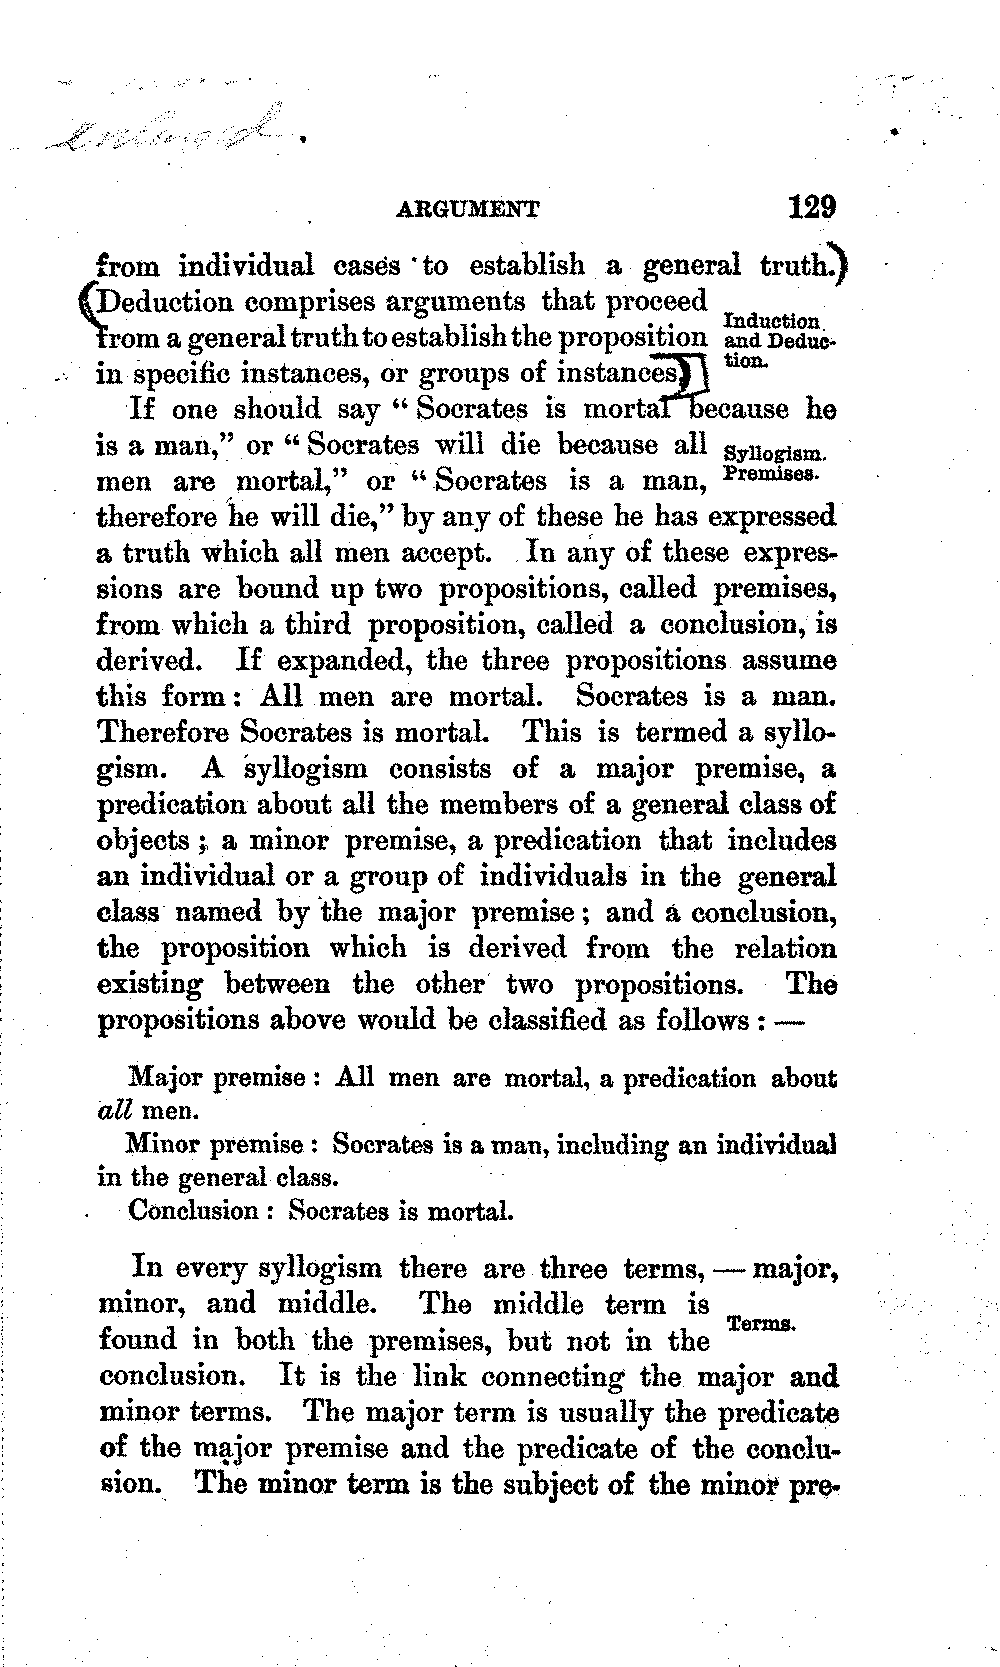 ARGUMENT 129
from individual cases to establish a general truth.)
(Deduction comprises arguments that proceed
from a general truth to establish the proposition
in specific instances, or groups of instances.)
Induction
and Deduc-
tion.
If one should say “ Socrates is mortal because he
is a man,” or “ Socrates will die because all
men are mortal,” or “ Socrates is a man,
Syllogism.
Premises.
therefore he will die,” by any of these he has expressed
a truth which all men accept. In any of these expres-
sions are bound up two propositions, called premises,
from which a third proposition, called a conclusion, is
derived. If expanded, the three propositions assume
this form : All men are mortal. Socrates is a man.
Therefore Socrates is mortal. This is termed a syllo-
gism. A syllogism consists of a major premise, a
predication about all the members of a general class of
objects ; a minor premise, a predication that includes
an individual or a group of individuals in the general
class named by the major premise ; and a conclusion,
the proposition which is derived from the relation
existing between the other two propositions. The
propositions above would be classified as follows : —
Major premise : All men are mortal, a predication about
all men.
Minor premise : Socrates is a man, including an individual
in the general class.
Conclusion : Socrates is mortal.
In every syllogism there are three terms, — major,
minor, and middle. The middle term is
found in both the premises, but not in the
Terms.
conclusion. It is the link connecting the major and
minor terms. The major term is usually the predicate
of the major premise and the predicate of the conclu-
sion. The minor term is the subject of the minor pre-